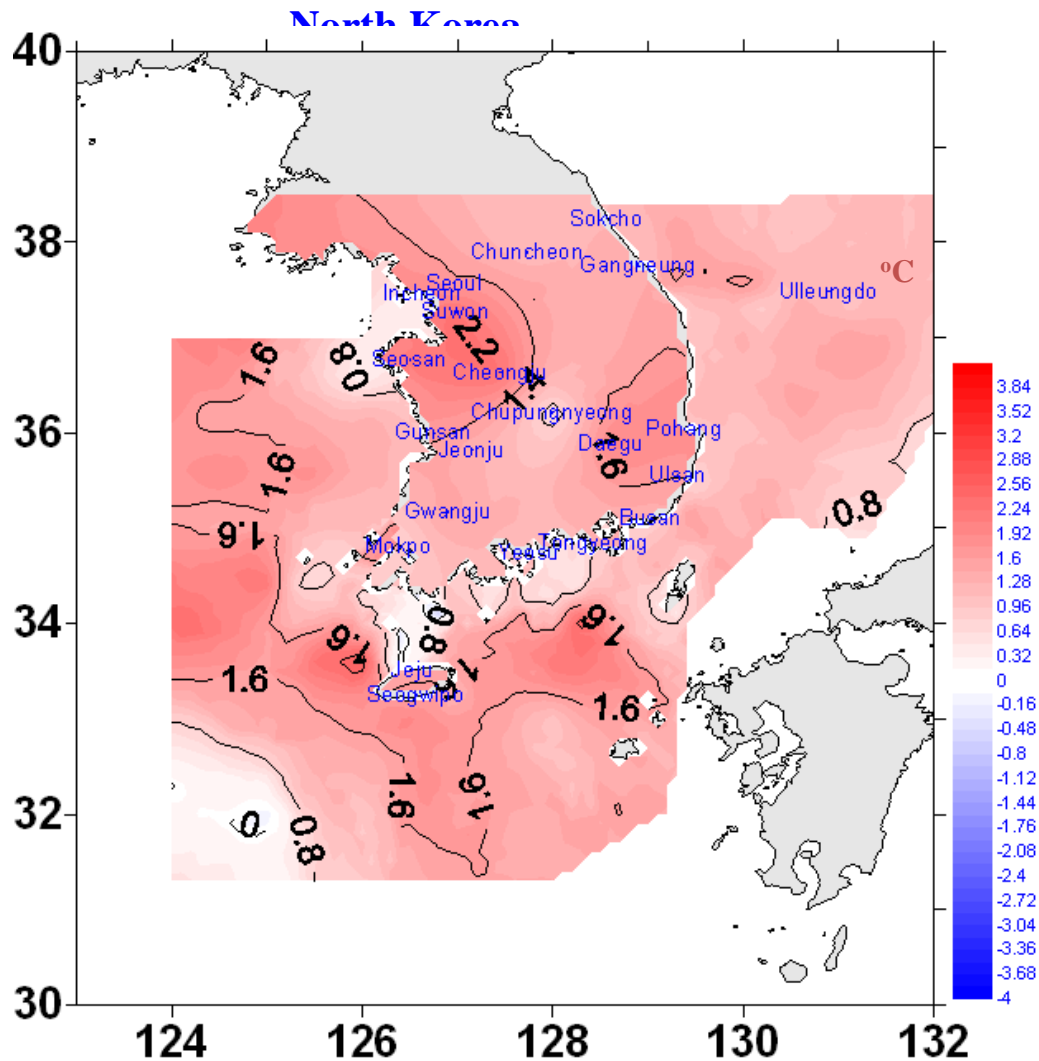 North Korea
40
38
36
34
32
30
124
126
128
130
132
Sokcho
Chuncheon
Gangneung
Ulleungdo
ºC
Seoul
Incheon
Suwon
2.2
Seosan
Cheongju
1.4
Chupungnyeong
Gunsan
Jeonju
Daegu
Pohang
Ulsan
Gwangju
Busan
Mokpo
Yeosu
Tongyeong
Jeju
Seogwipo
1.6
0.8
1.6
1.6
1.6
0.8
1.6
0.8
1.6
1.6
1.6
1.6
1.6
0.8
0
3.84
3.52
3.2
2.88
2.56
2.24
1.92
1.6
1.28
0.96
0.64
0.32
0
-0.16
-0.48
-0.8
-1.12
-1.44
-1.76
-2.08
-2.4
-2.72
-3.04
-3.36
-3.68
-4